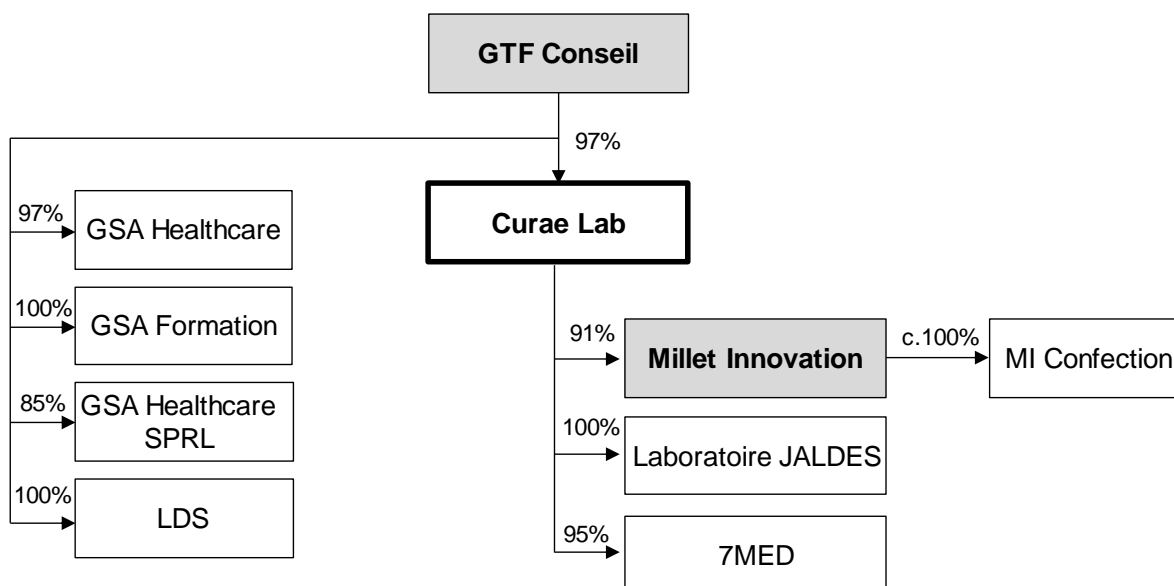 GTF Conseil
97%
Curae Lab
97%
GSA Healthcare
100%
GSA Formation
85%
GSA Healthcare
SPRL
100%
LDS
91%
Millet Innovation
c.100%
MI Confection
100%
Laboratoire JALDES
95%
7MED